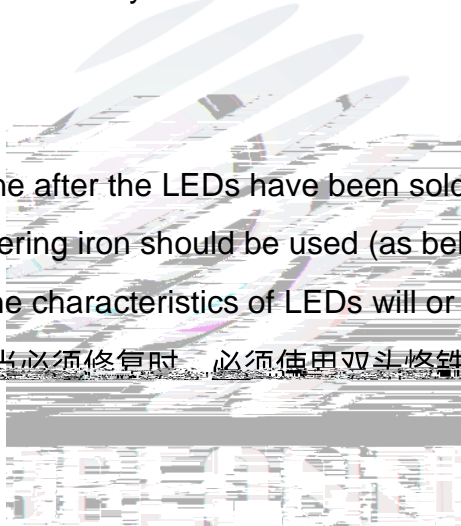 ne after the LEDs have been sold
ering iron should be used (as bel
ne characteristics of LEDs will or
当必须修复时 必须使用双头烙铁